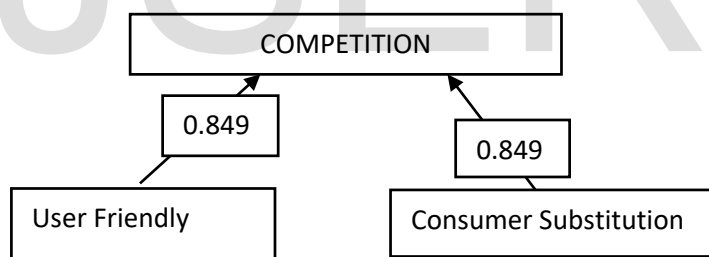 COMPETITION
0.849
0.849
User Friendly
Consumer Substitution